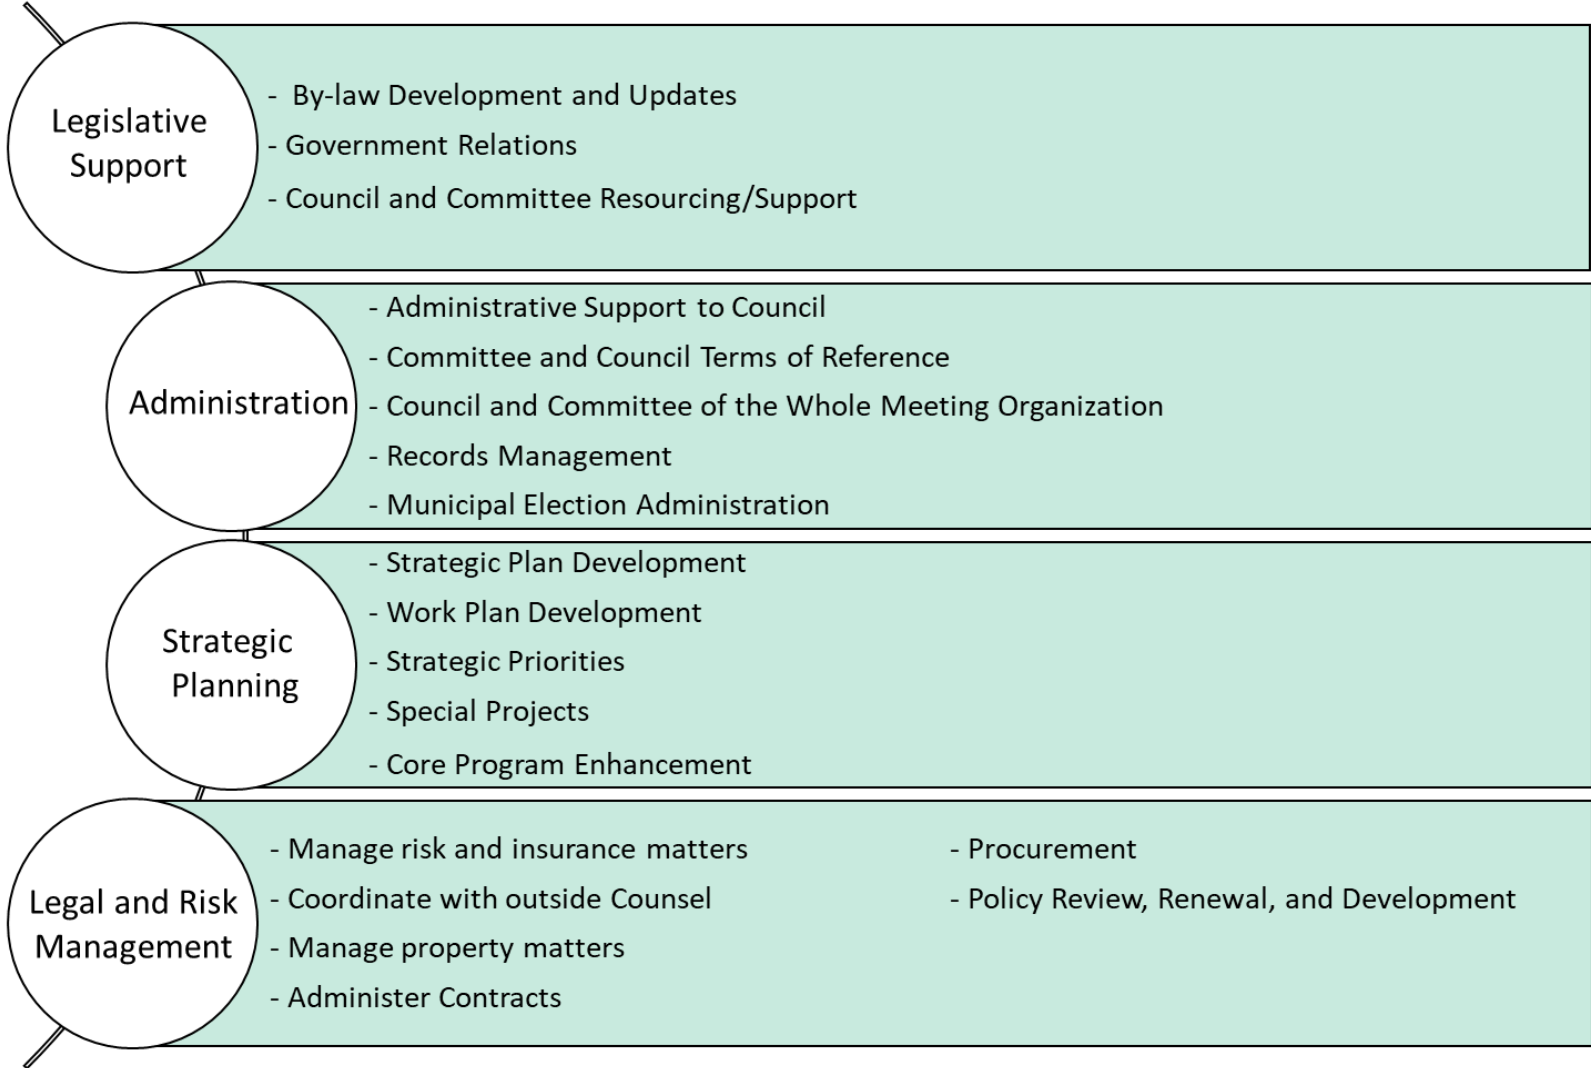 Legislative
Support
- By-law Development and Updates
- Government Relations
- Council and Committee Resourcing/Support
Administration
- Administrative Support to Council
- Committee and Council Terms of Reference
- Council and Committee of the Whole Meeting Organization
- Records Management
- Municipal Election Administration
Strategic
Planning
- Strategic Plan Development
- Work Plan Development
- Strategic Priorities
- Special Projects
- Core Program Enhancement
Legal and Risk
Management
- Manage risk and insurance matters
- Coordinate with outside Counsel
- Manage property matters
- Administer Contracts
- Procurement
- Policy Review, Renewal, and Development